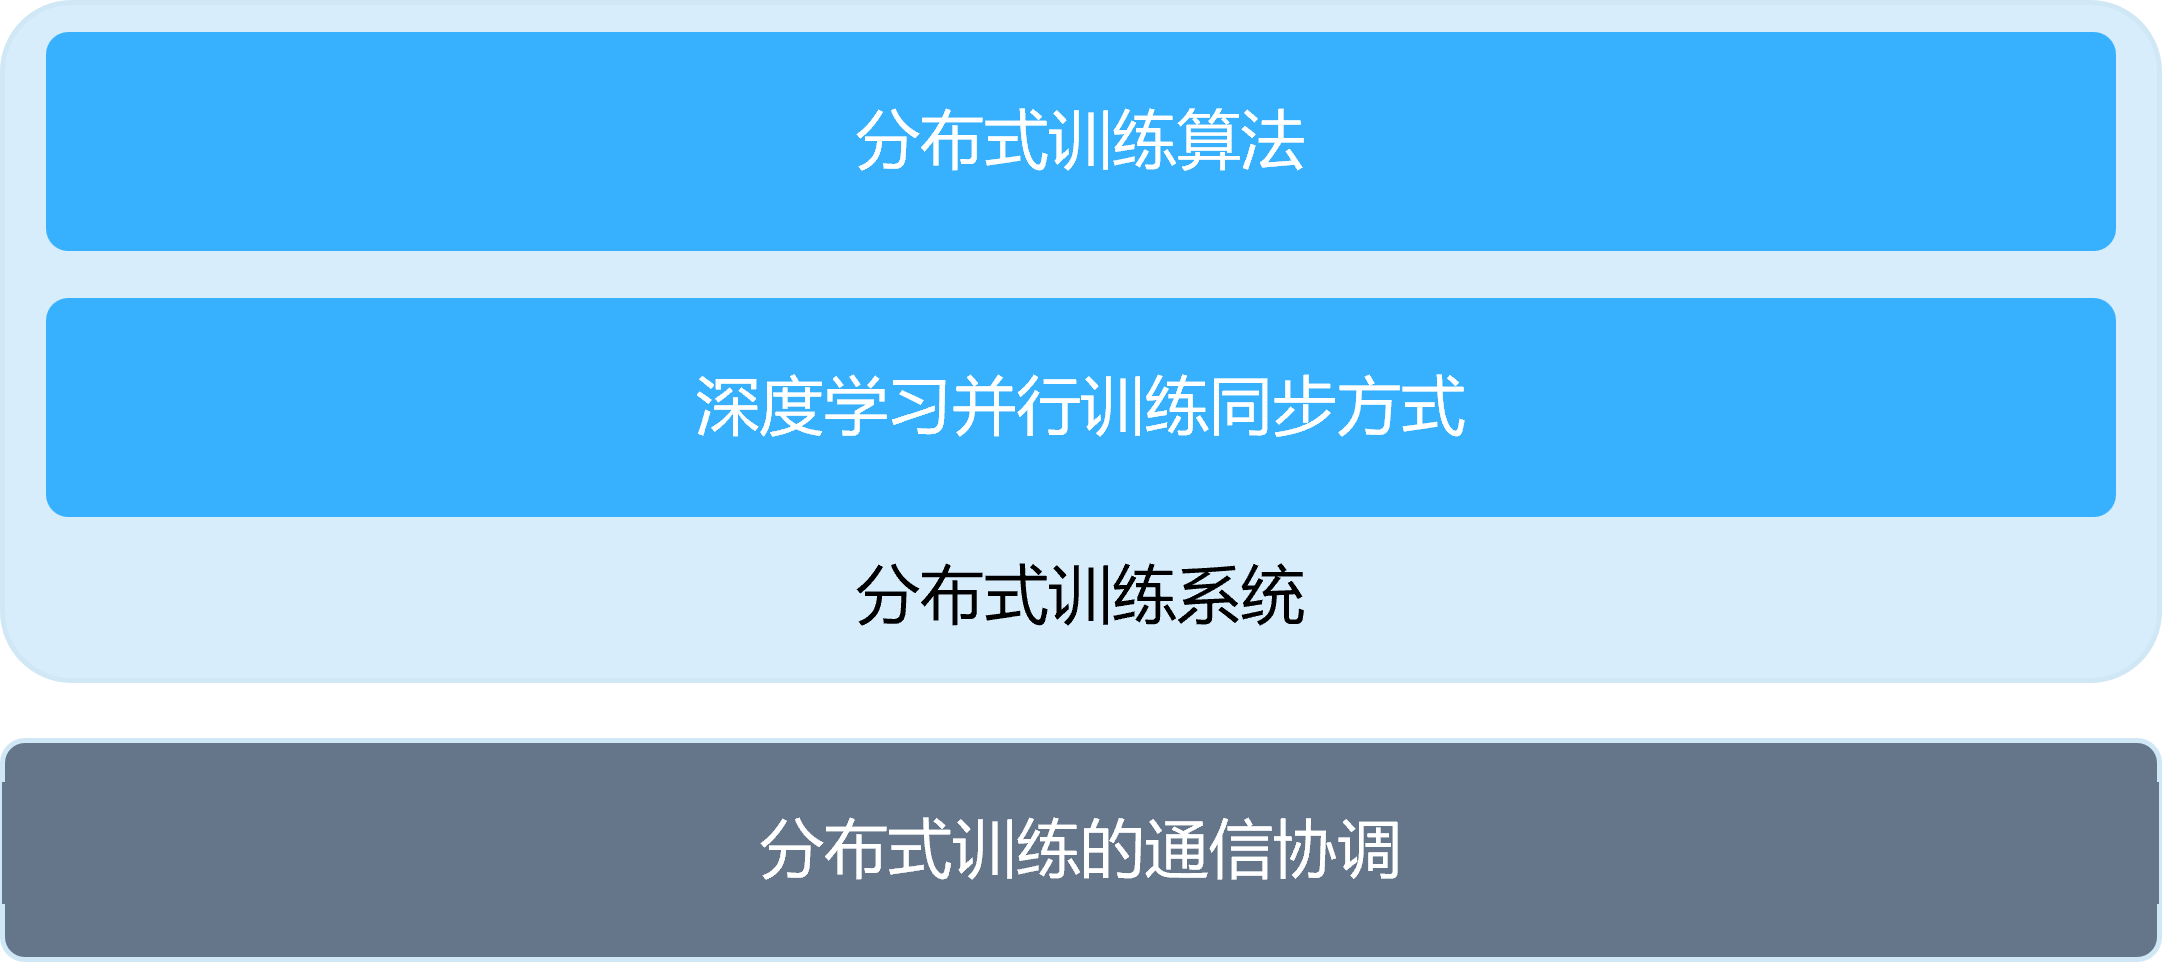 分布式训练算法
深度学习并行训练同步方式
分布式训练系统
分布式训练的通信协调